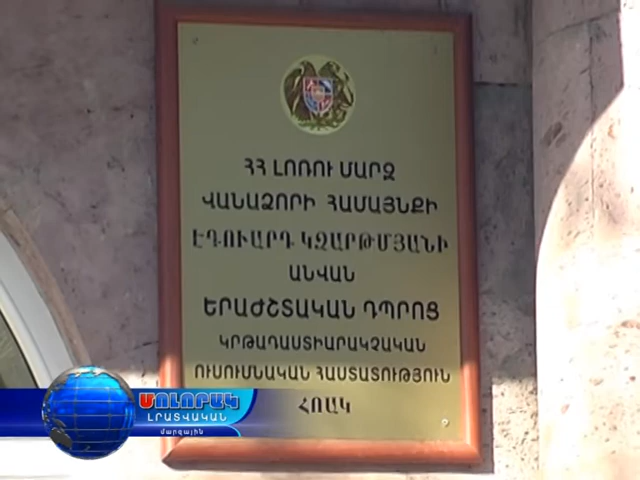 ՀՀ ԼՈՌՈՒ ՄԱՐԶ
ՎԱՆԱՁՈՐԻ ՀԱՄԱՅՆՔԻ
ԷԴՈՒԱՐԴ ԿԶԱՐԹՄՅԱՆԻ
ԱՆՎԱՆ
ԵՐԱԺՇՏԱԿԱՆ ԴՊՐՈՑ
ԿՐԹԱԴԱՍՏԻԱՐԱԿՉԱԿԱՆ
ՈՒՍՈՒՄՆԱԿԱՆ ՀԱՍՏԱՏՈՒԹՅՈՒՆ
ՀՈԱԿ
ՄՈԼՈՐԱԿ
ԼՐԱՏՎԱԿԱՆ
մարզային